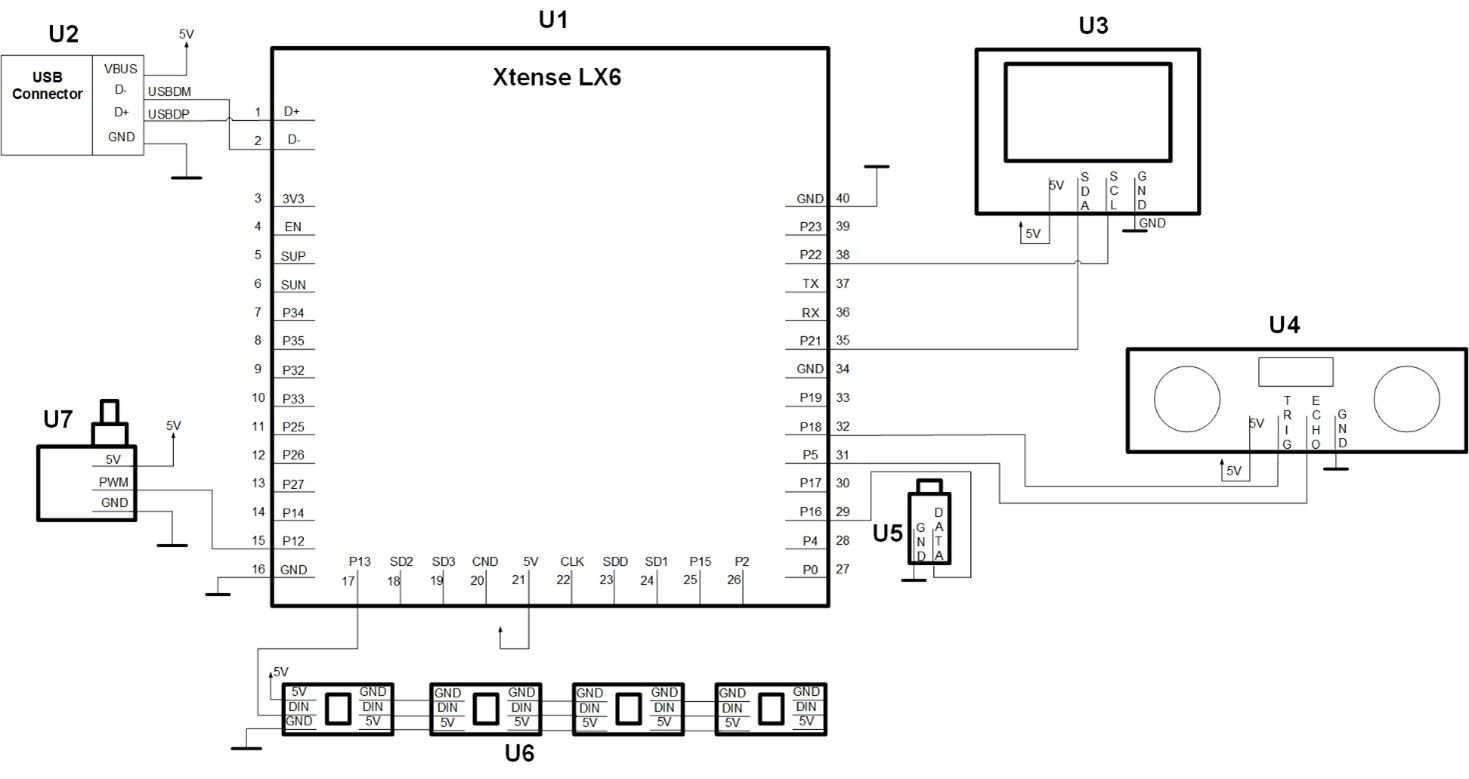 U1
U2
U3
5V
USB
Connector
VBUS
D-
D+
GND
USBDM
USBDP
Xtense LX6
1 D+
2 D-
3 3V3
4 EN
5 SUP
6 SUN
7 P34
8 P35
9 P32
10 P33
11 P25
12 P26
13 P27
14 P14
15 P12
16 GND
P13 SD2 SD3 CND 5V CLK SDD SD1 P15 P2
17 18 19 20 21 22 23 24 25 26
GND 40
P23 39
P22 38
TX 37
RX 36
P21 35
GND 34
P19 33
P18 32
P5 31
P17 30
P16 29
P4 28
P0 27
5V SDA SCL GND
5V
GND
U4
5V TRIG ECHO GND
5V
U5
GND DATA
U7
5V
5V
PWM
GND
5V
5V GND GND GND GND GND GND GND
DIN DIN DIN DIN DIN DIN DIN DIN
GND 5V 5V 5V 5V 5V 5V 5V
U6